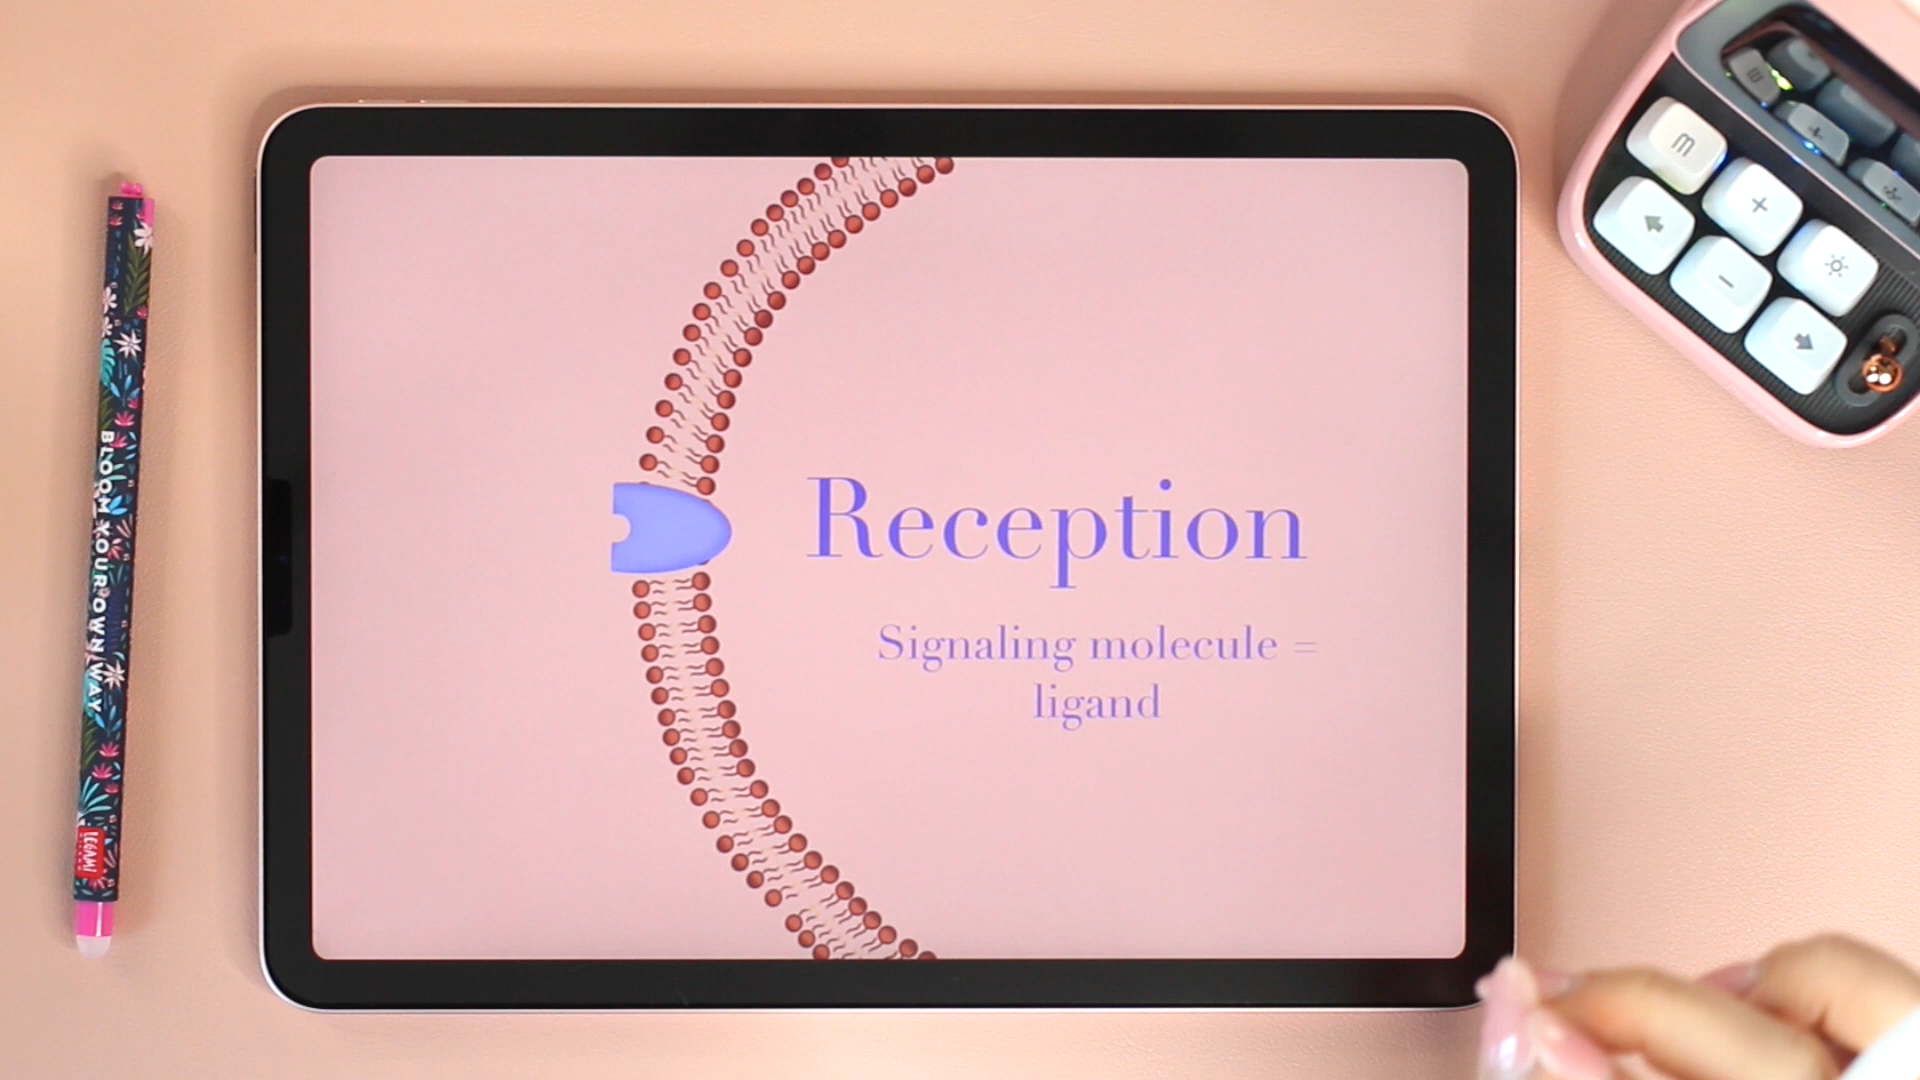 Reception
Signaling molecule =
ligand
BLOOM YOUR OWN WAY
LEGAMI
m
+
-